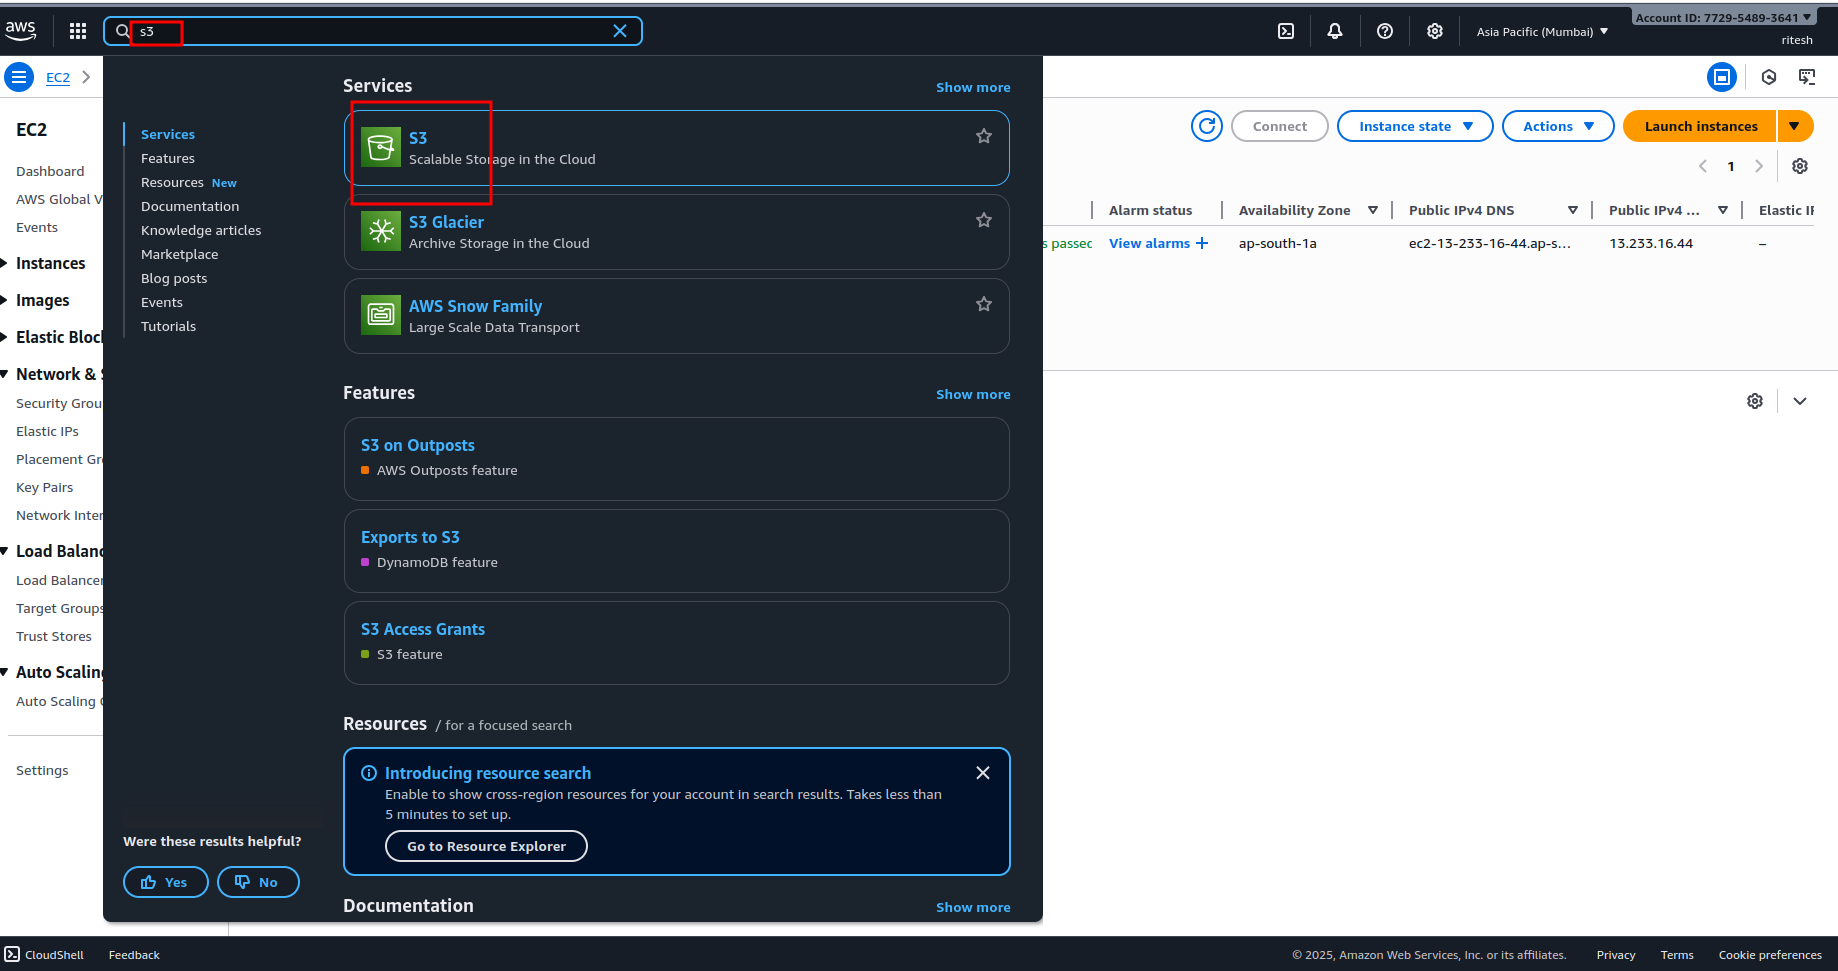 aws
s3
Asia Pacific (Mumbai)
Account ID: 7729-5489-3641
ritesh
EC2
EC2
Dashboard
AWS Global V
Events
Instances
Images
Elastic Bloc
Network &
Security Grou
Elastic IPs
Placement Gr
Key Pairs
Network Inter
Load Balanc
Load Balancer
Target Groups
Trust Stores
Auto Scaling
Auto Scaling
Settings
Services
Features
Resources New
Documentation
Knowledge articles
Marketplace
Blog posts
Events
Tutorials
Were these results helpful?
Yes
No
Services
Show more
S3
Scalable Storage in the Cloud
S3 Glacier
Archive Storage in the Cloud
AWS Snow Family
Large Scale Data Transport
Features
Show more
S3 on Outposts
AWS Outposts feature
Exports to S3
DynamoDB feature
S3 Access Grants
S3 feature
Resources / for a focused search
Introducing resource search
Enable to show cross-region resources for your account in search results. Takes less than
5 minutes to set up.
Go to Resource Explorer
Documentation
Show more
Connect
Instance state
Actions
Launch instances
1
Alarm status
Availability Zone
Public IPv4 DNS
Public IPv4 ...
Elastic IP
s passed
View alarms +
ap-south-1a
ec2-13-233-16-44.ap-s...
13.233.16.44
–
CloudShell
Feedback
© 2025, Amazon Web Services, Inc. or its affiliates.
Privacy
Terms
Cookie preferences